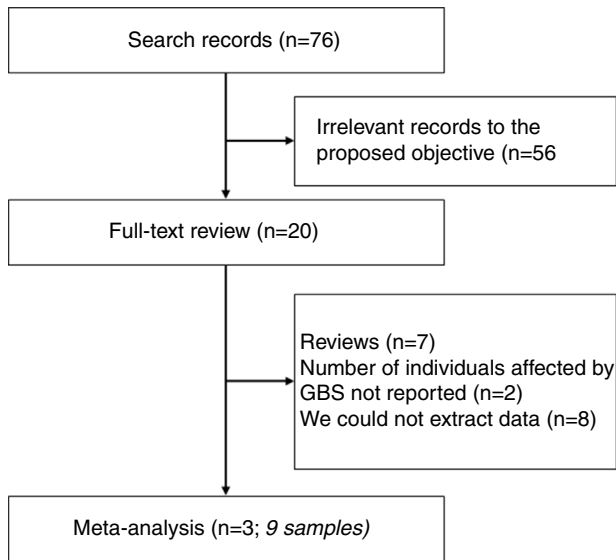 Search records (n=76)
Irrelevant records to the
proposed objective (n=56
Full-text review (n=20)
Reviews (n=7)
Number of individuals affected by
GBS not reported (n=2)
We could not extract data (n=8)
Meta-analysis (n=3; 9 samples)